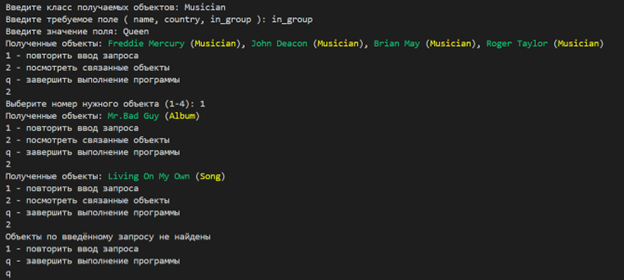 Введите класс получаемых объектов: Musician
Введите требуемое поле ( name, country, in_group ): in_group
Введите значение поля: Queen
Полученные объекты: Freddie Mercury (Musician), John Deacon (Musician), Brian May (Musician), Roger Taylor (Musician)
1 - повторить ввод запроса
2 - посмотреть связанные объекты
q - завершить выполнение программы
2
Выберите номер нужного объекта (1-4): 1
Полученные объекты: Mr.Bad Guy (Album)
1 - повторить ввод запроса
2 - посмотреть связанные объекты
q - завершить выполнение программы
2
Полученные объекты: Living On My Own (Song)
1 - повторить ввод запроса
2 - посмотреть связанные объекты
q - завершить выполнение программы
2
Объекты по введённому запросу не найдены
1 - повторить ввод запроса
q - завершить выполнение программы
q